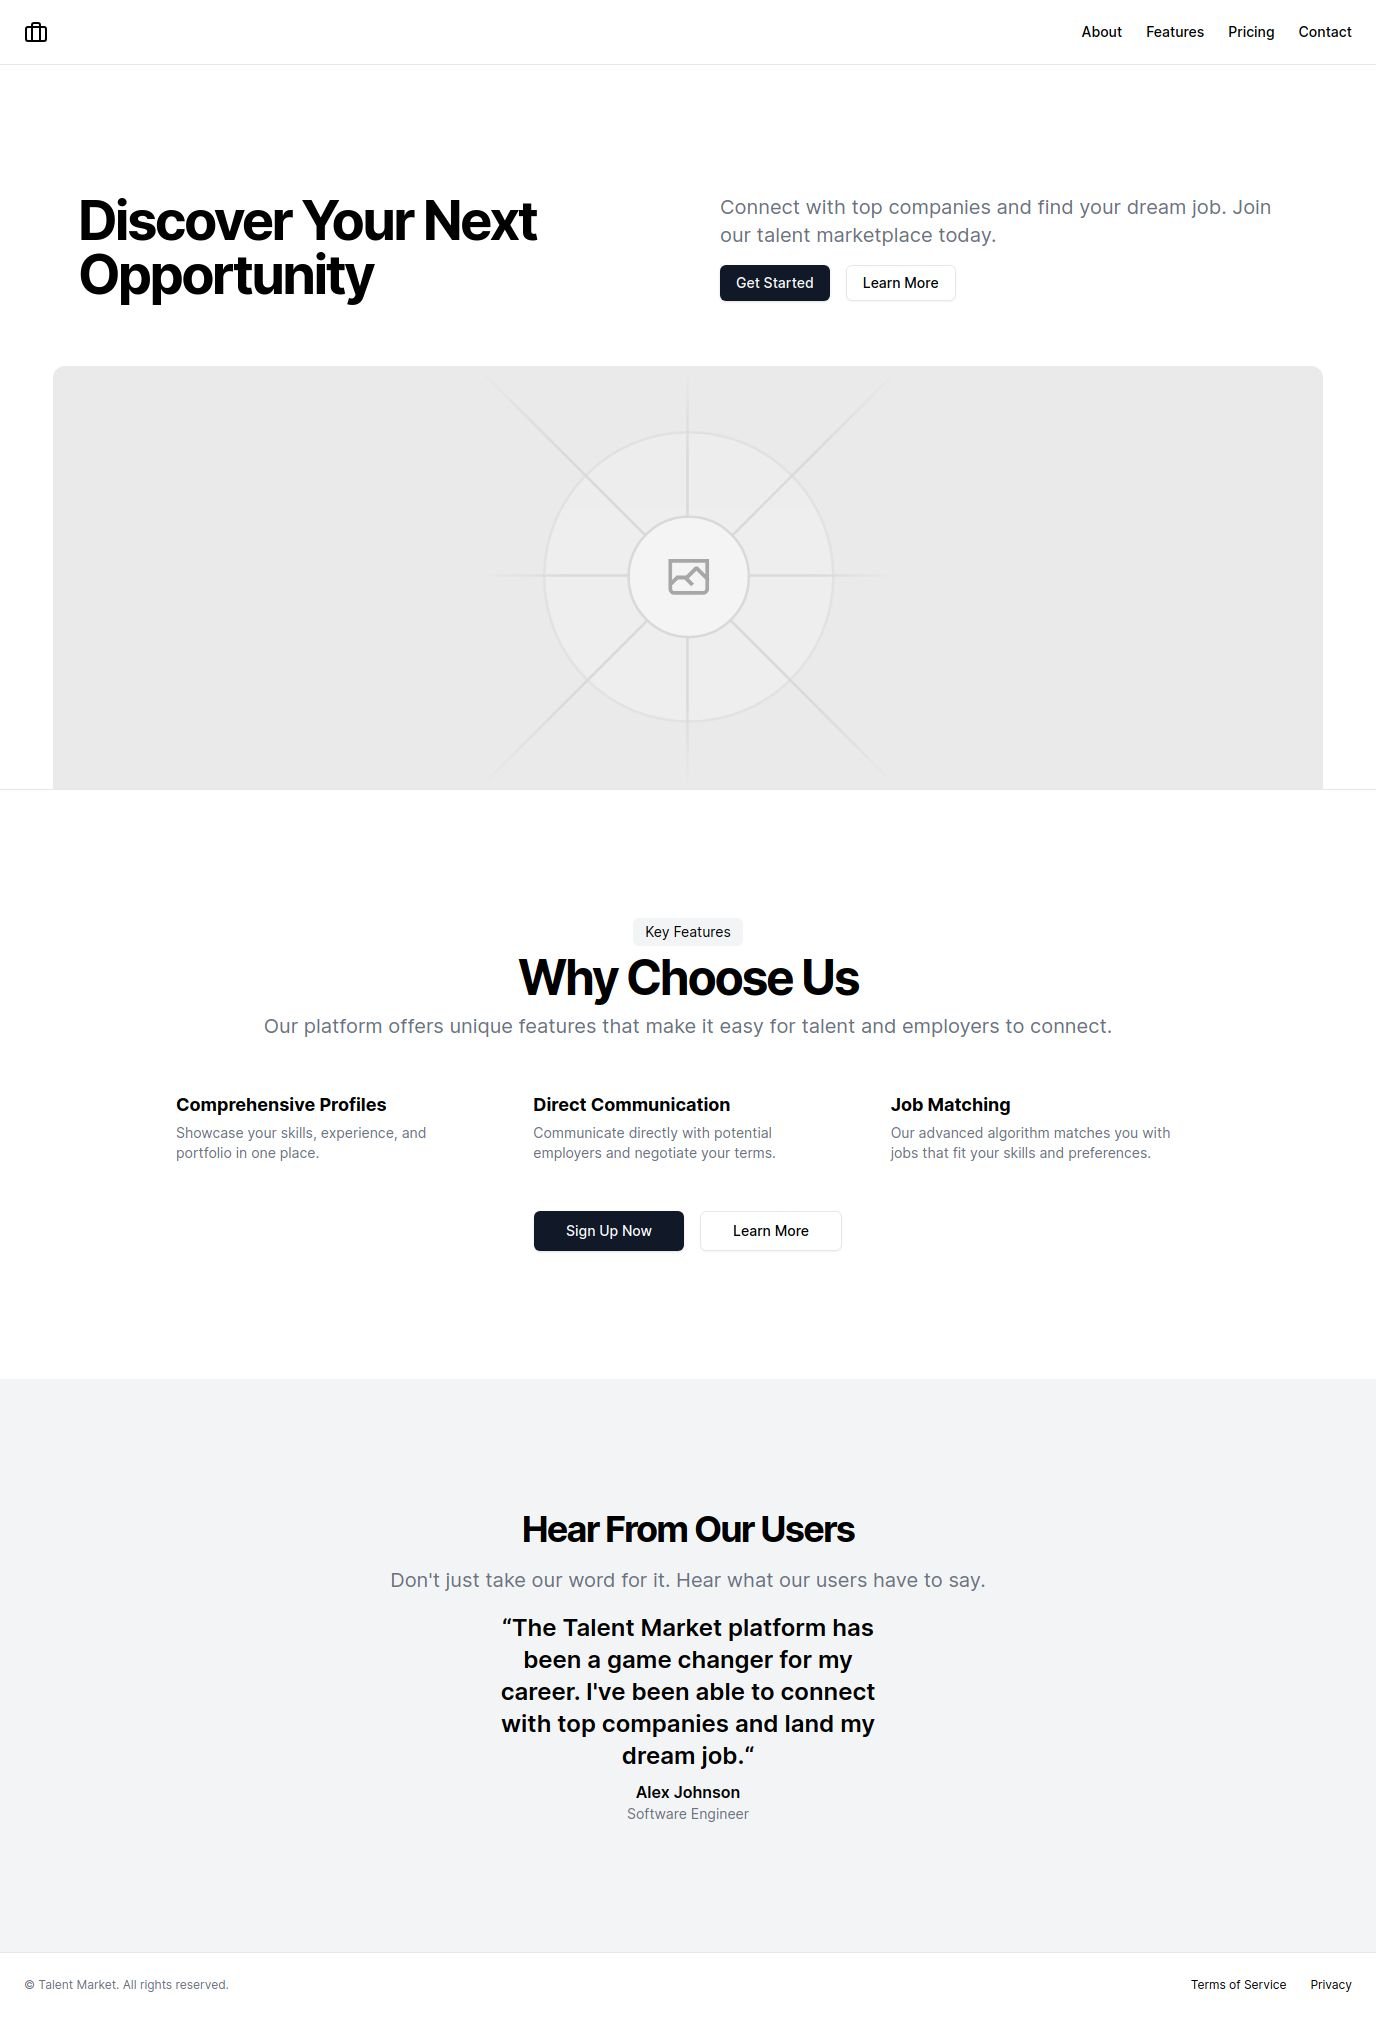 About Features Pricing Contact
Discover Your Next
Opportunity
Connect with top companies and find your dream job. Join
our talent marketplace today.
Get Started Learn More
Key Features
Why Choose Us
Our platform offers unique features that make it easy for talent and employers to connect.
Comprehensive Profiles
Showcase your skills, experience, and
portfolio in one place.
Direct Communication
Communicate directly with potential
employers and negotiate your terms.
Job Matching
Our advanced algorithm matches you with
jobs that fit your skills and preferences.
Sign Up Now Learn More
Hear From Our Users
Don't just take our word for it. Hear what our users have to say.
“The Talent Market platform has
been a game changer for my
career. I've been able to connect
with top companies and land my
dream job.“
Alex Johnson
Software Engineer
© Talent Market. All rights reserved.
Terms of Service Privacy